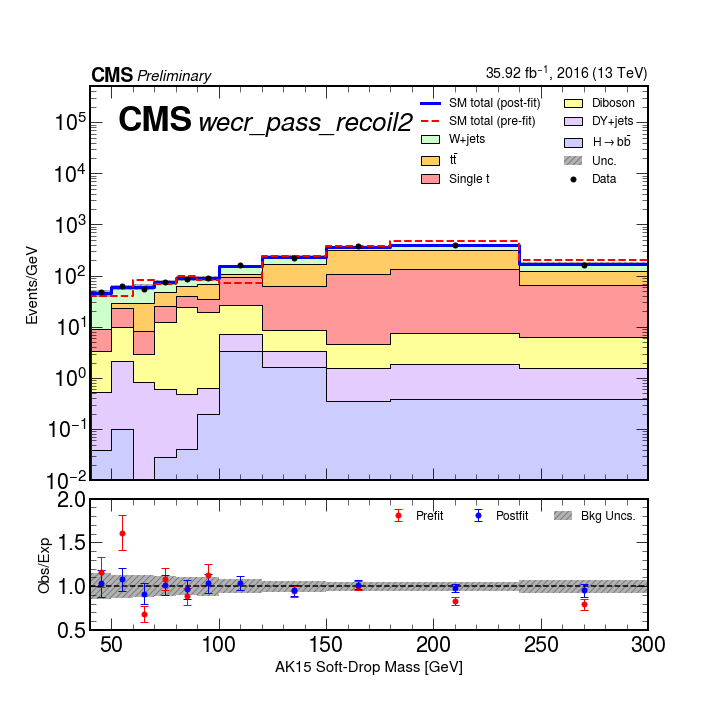 CMS Preliminary 35.92 fb⁻¹, 2016 (13 TeV)
CMS wecr_pass_recoil2
SM total (post-fit)
SM total (pre-fit)
W+jets
tt̄
Single t
Diboson
DY+jets
H→bb̄
Unc.
Data
Events/GeV
10⁵
10⁴
10³
10²
10¹
10⁰
10⁻¹
10⁻²
Prefit Postfit Bkg Uncs.
Obs/Exp
2.0
1.5
1.0
0.5
50 100 150 200 250 300
AK15 Soft-Drop Mass [GeV]